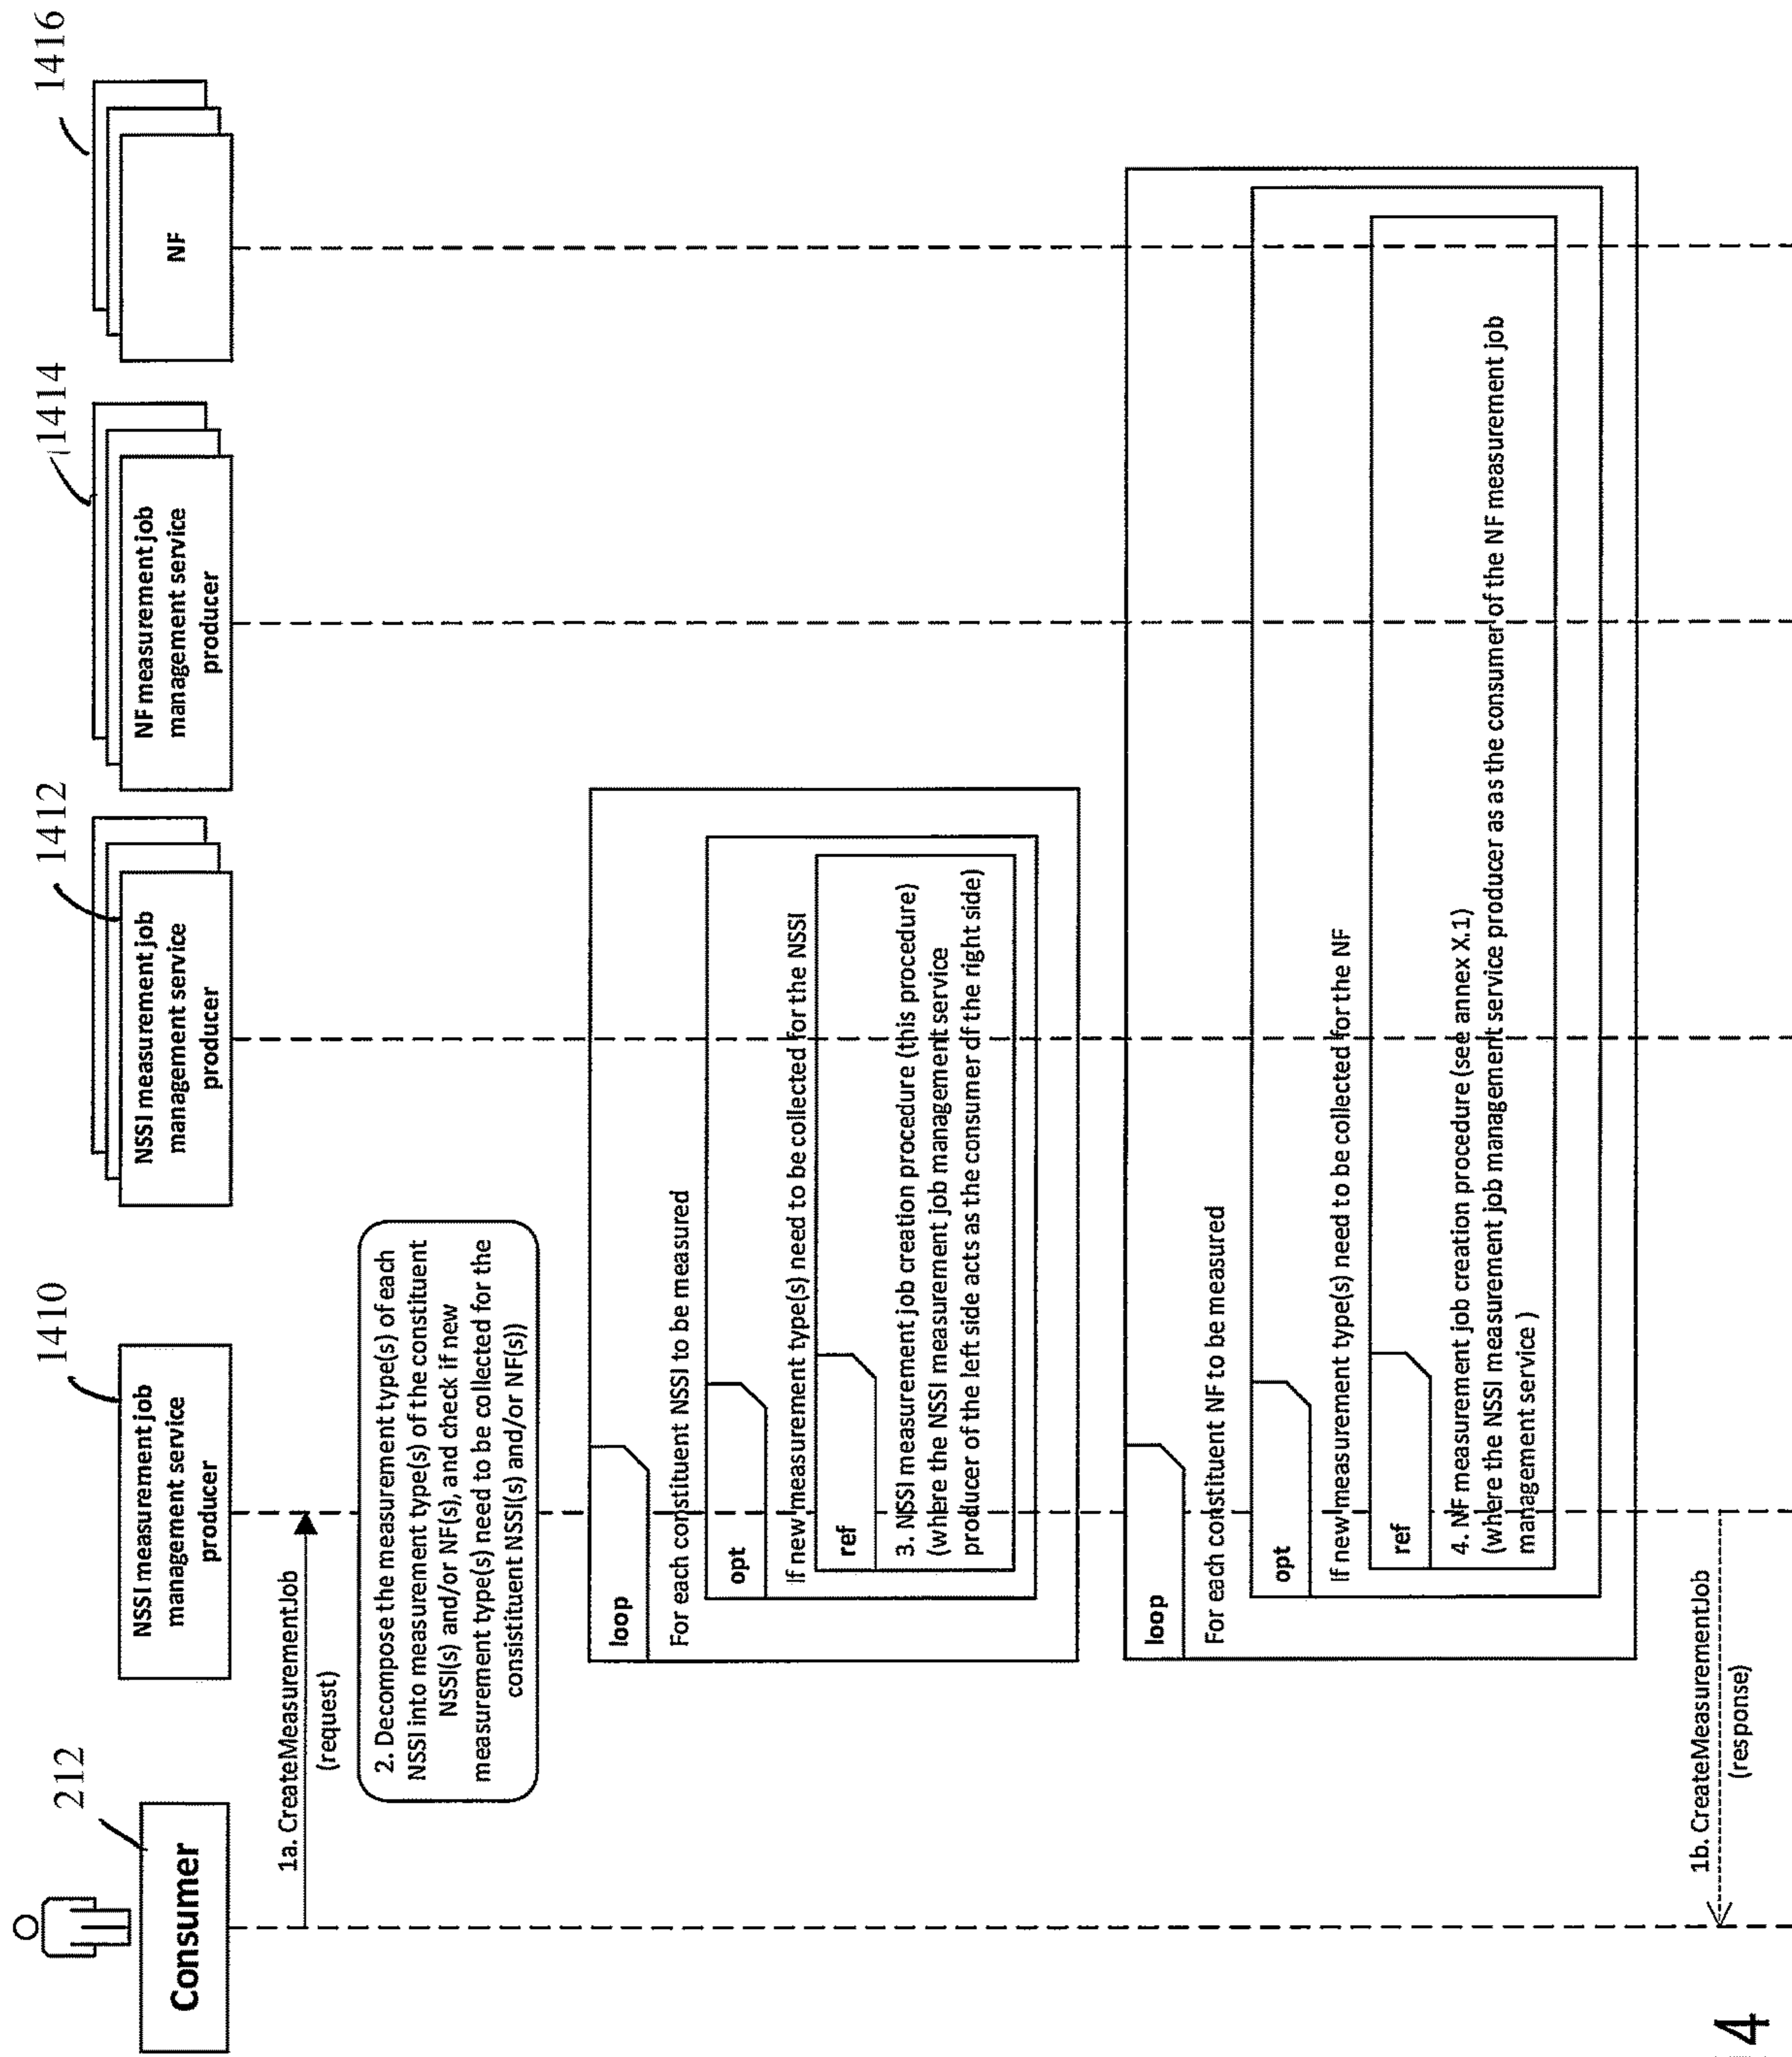 212
1410
1412
1414
1416
Consumer
NSSI measurement job
management service
producer
NSSI measurement job
management service
producer
NF measurement job
management service
producer
NF
1a. CreateMeasurementJob
(request)
2. Decompose the measurement type(s) of each
NSSI into measurement type(s) of the constituent
NSSI(s) and/or NF(s), and check if new
measurement type(s) need to be collected for the
consistituent NSSI(s) and/or NF(s))
loop
For each constituent NSSI to be measured
opt
If new measurement type(s) need to be collected for the NSSI
ref
3. NSSI measurement job creation procedure (this procedure)
(where the NSSI measurement job management service
producer of the left side acts as the consumer of the right side)
loop
For each constituent NF to be measured
opt
If new measurement type(s) need to be collected for the NF
ref
4. NF measurement job creation procedure (see annex X.1)
(where the NSSI measurement job management service producer as as the consumer of the NF measurement job
management service )
1b. CreateMeasurementJob
(response)
4